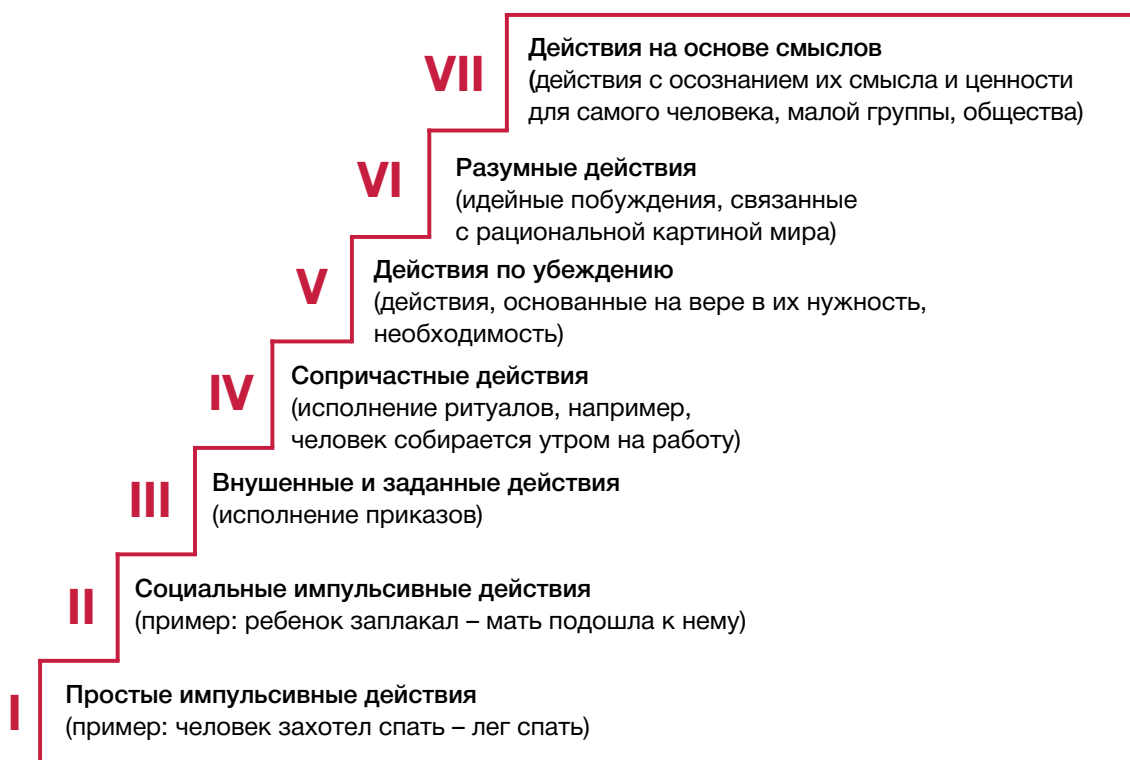 VII
Действия на основе смыслов
(действия с осознанием их смысла и ценности
для самого человека, малой группы, общества)
VI
Разумные действия
(идейные побуждения, связанные
с рациональной картиной мира)
V
Действия по убеждению
(действия, основанные на вере в их нужность,
необходимость)
IV
Сопричастные действия
(исполнение ритуалов, например,
человек собирается утром на работу)
III
Внушенные и заданные действия
(исполнение приказов)
II
Социальные импульсивные действия
(пример: ребенок заплакал – мать подошла к нему)
I
Простые импульсивные действия
(пример: человек захотел спать – лег спать)